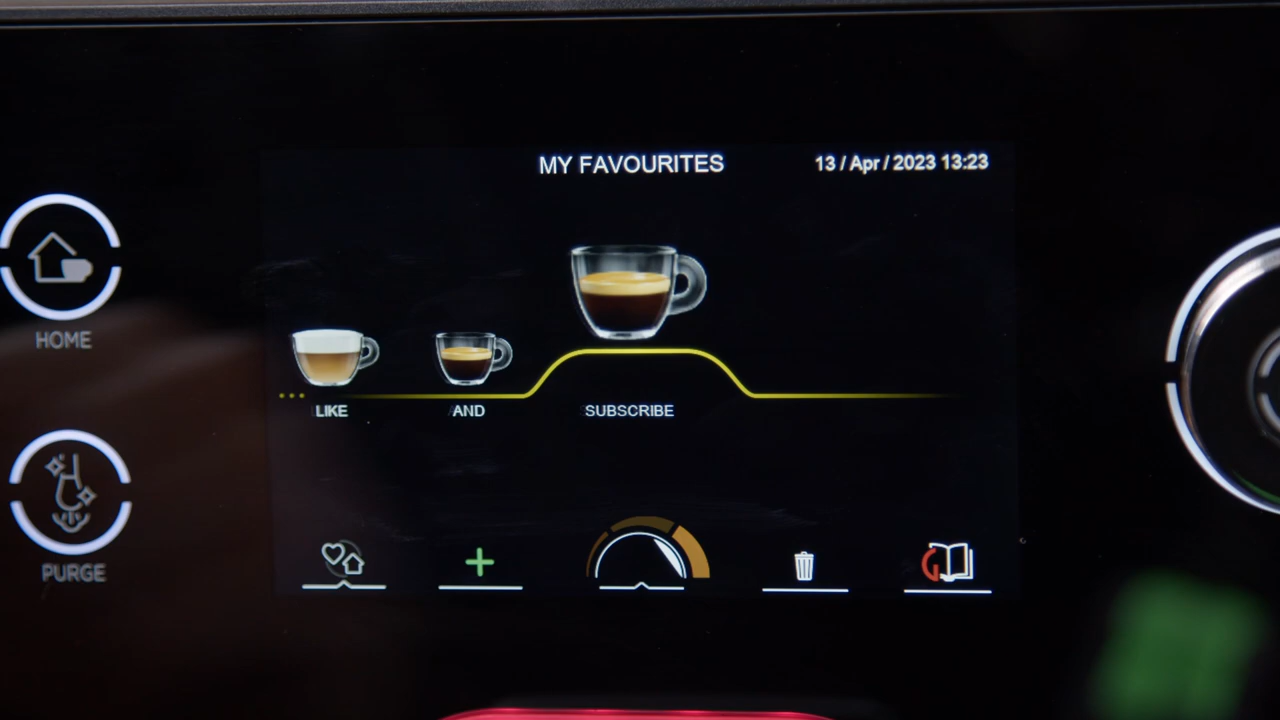 MY FAVOURITES
13 / Apr / 2023 13:23
HOME
LIKE
AND
SUBSCRIBE
PURGE